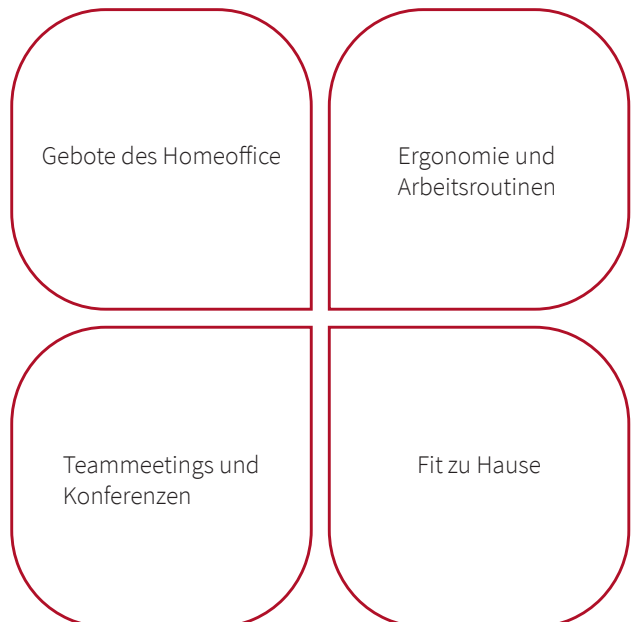 Gebote des Homeoffice
Ergonomie und
Arbeitsroutinen
Teammeetings und
Konferenzen
Fit zu Hause